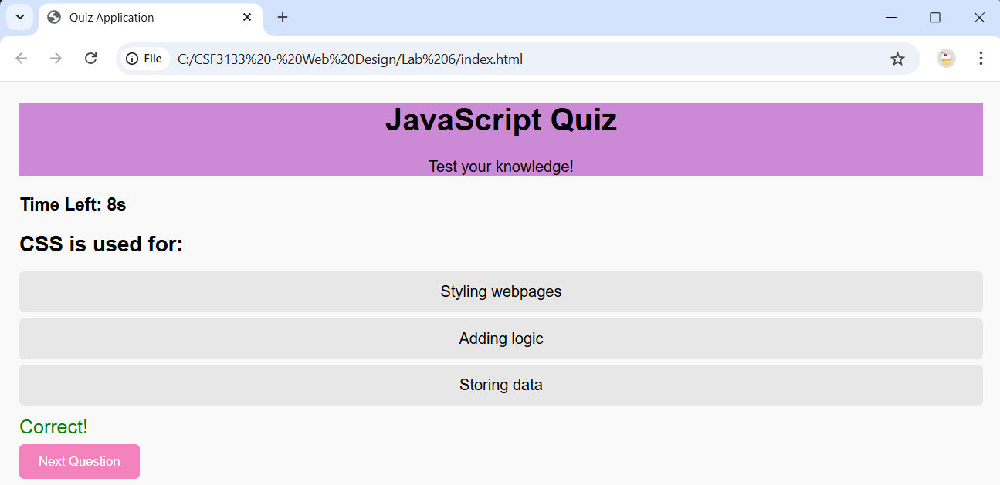 Quiz Application
File
C:/CSF3133%20-%20Web%20Design/Lab%206/index.html
JavaScript Quiz
Test your knowledge!
Time Left: 8s
CSS is used for:
Styling webpages
Adding logic
Storing data
Correct!
Next Question